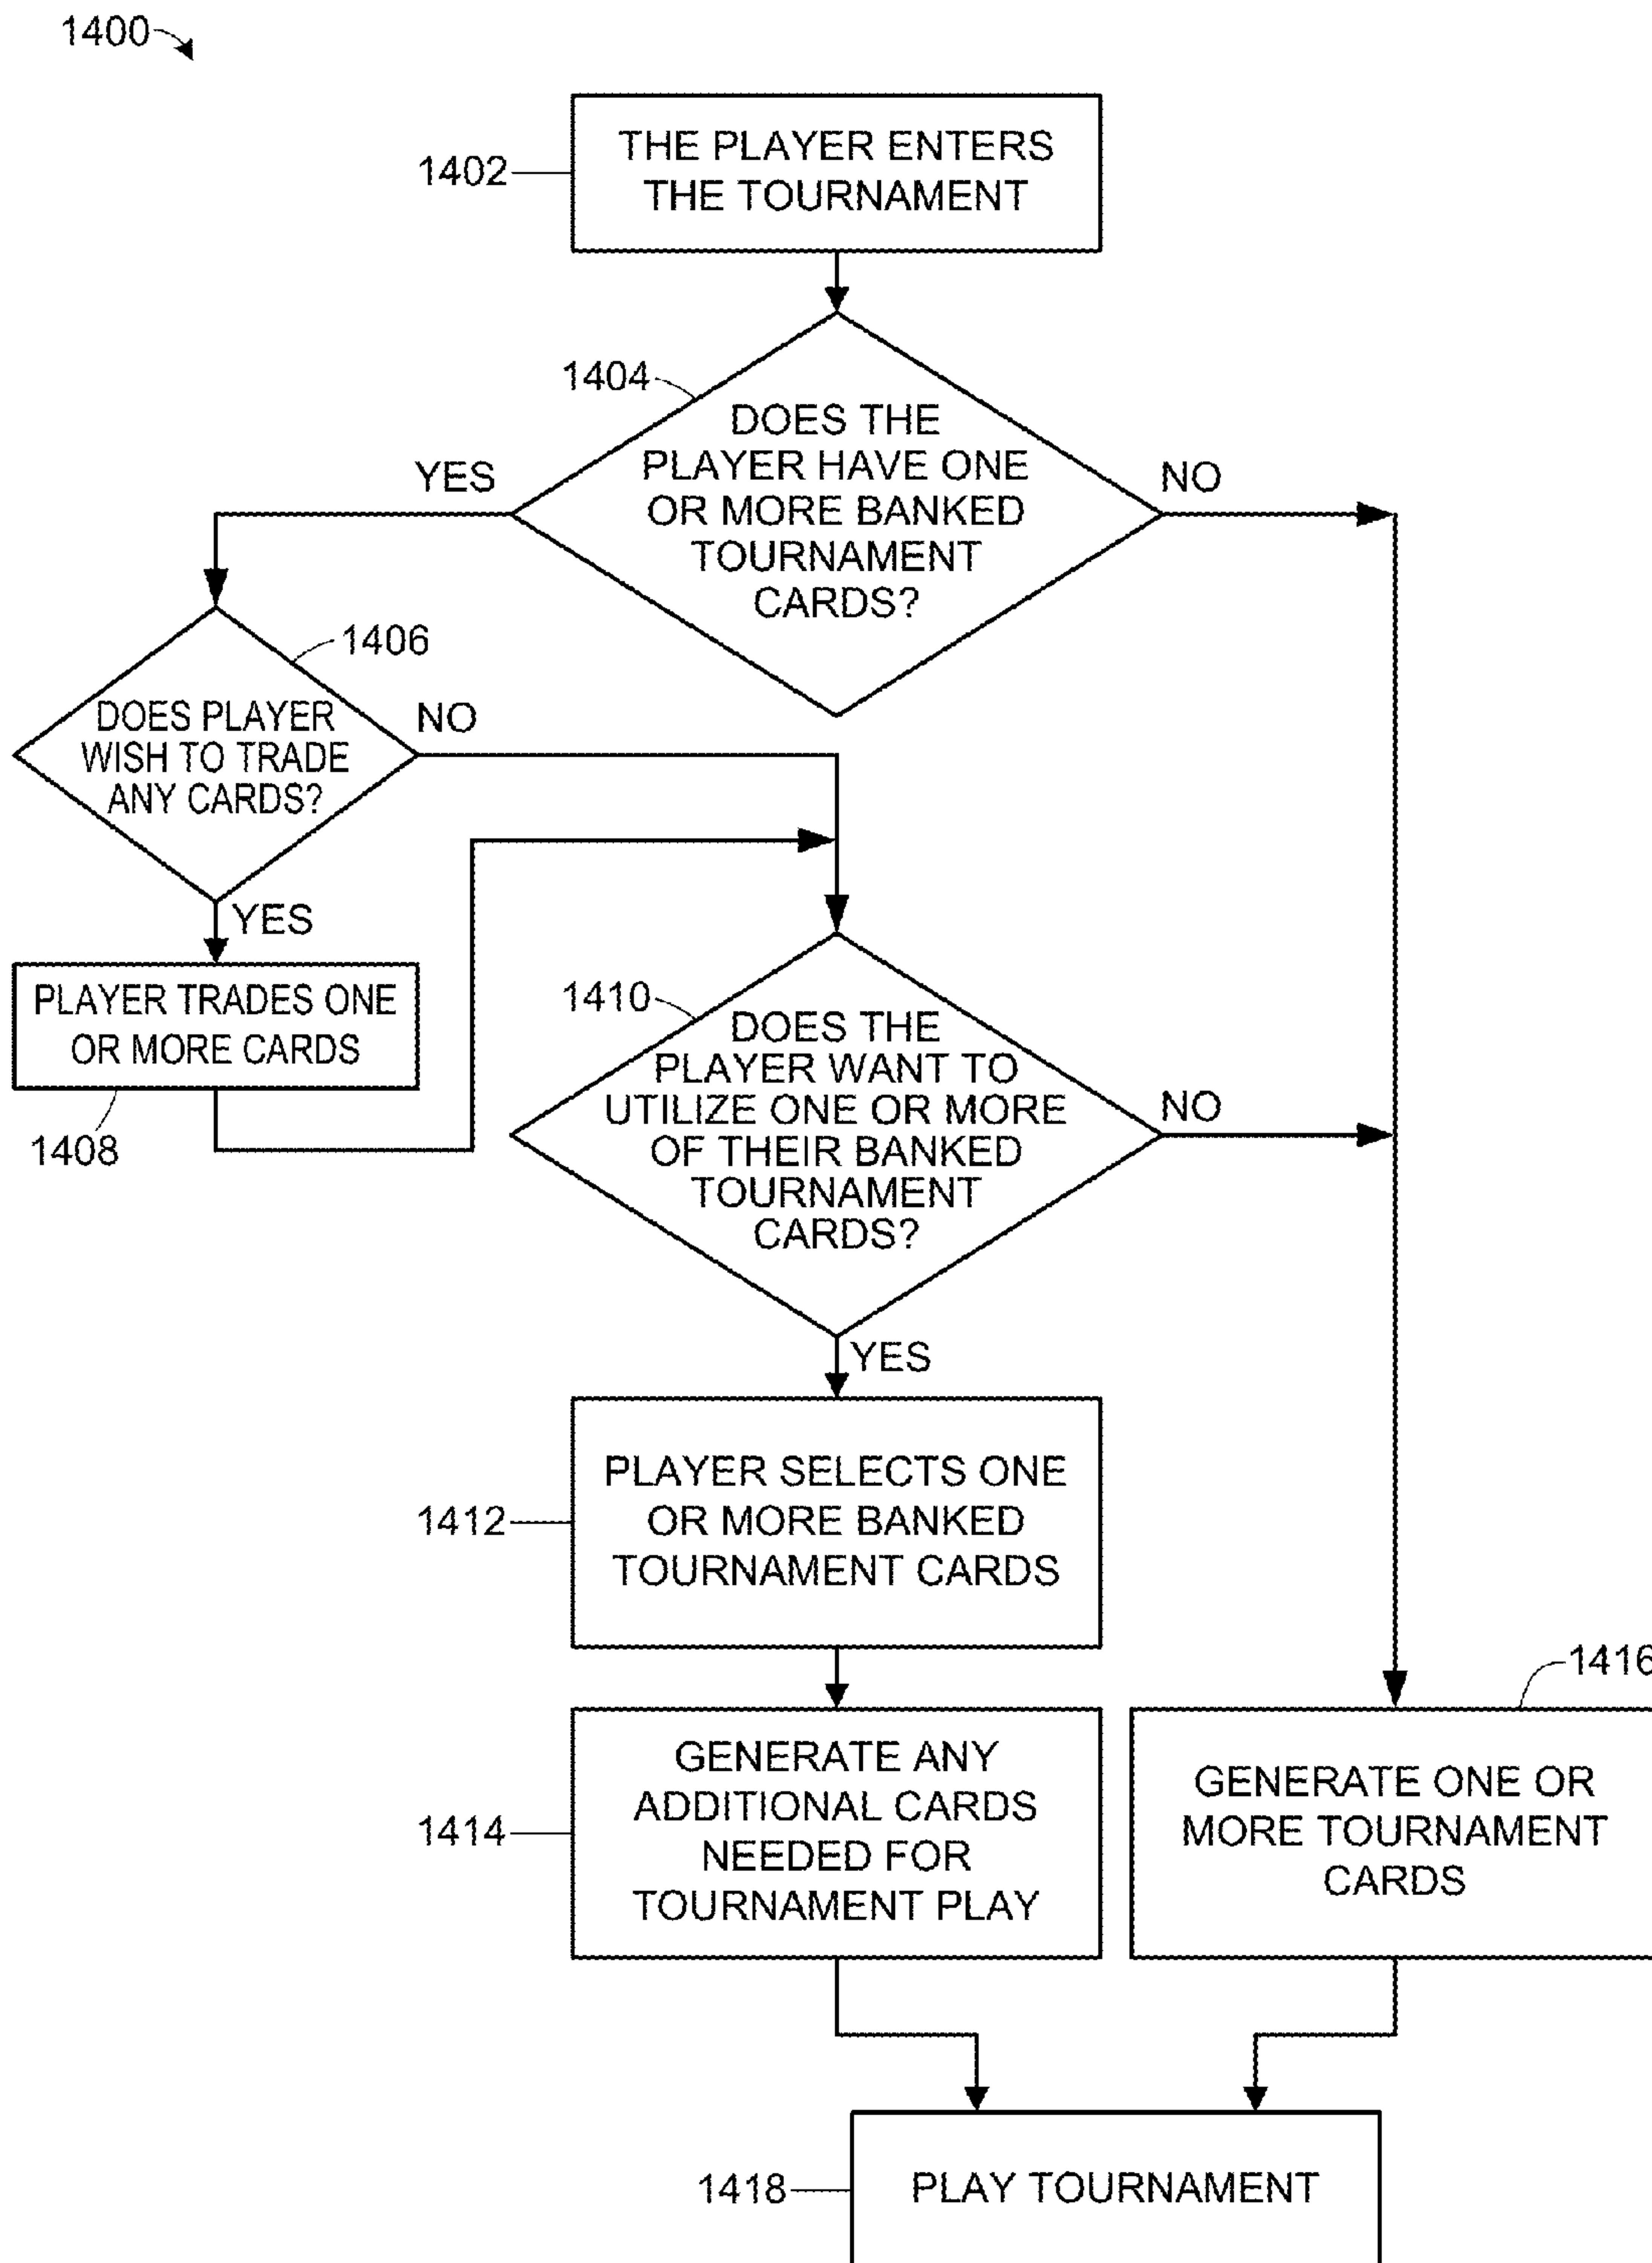 1400
THE PLAYER ENTERS
THE TOURNAMENT
1402
1404
DOES THE
PLAYER HAVE ONE
OR MORE BANKED
TOURNAMENT
CARDS?
YES
NO
1406
DOES PLAYER
WISH TO TRADE
ANY CARDS?
NO
YES
PLAYER TRADES ONE
OR MORE CARDS
1408
1410
DOES THE
PLAYER WANT TO
UTILIZE ONE OR MORE
OF THEIR BANKED
TOURNAMENT
CARDS?
NO
YES
PLAYER SELECTS ONE
OR MORE BANKED
TOURNAMENT CARDS
1412
1416
GENERATE ANY
ADDITIONAL CARDS
NEEDED FOR
TOURNAMENT PLAY
1414
GENERATE ONE OR
MORE TOURNAMENT
CARDS
1418
PLAY TOURNAMENT